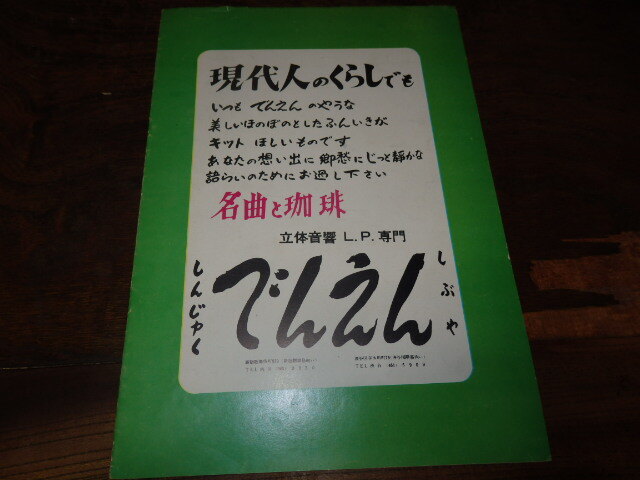 現代人のくらしでも
いつも でんえん のやうな
美しいほのぼのとしたふんいきが
キット ほしいものです
あなたの想い出に 郷愁に じっと静かな
語らいのためにお過し下さい
名曲と珈琲
立体音響 L.P.専門
しんじゅく
でんえん
しぶや
TEL
TEL